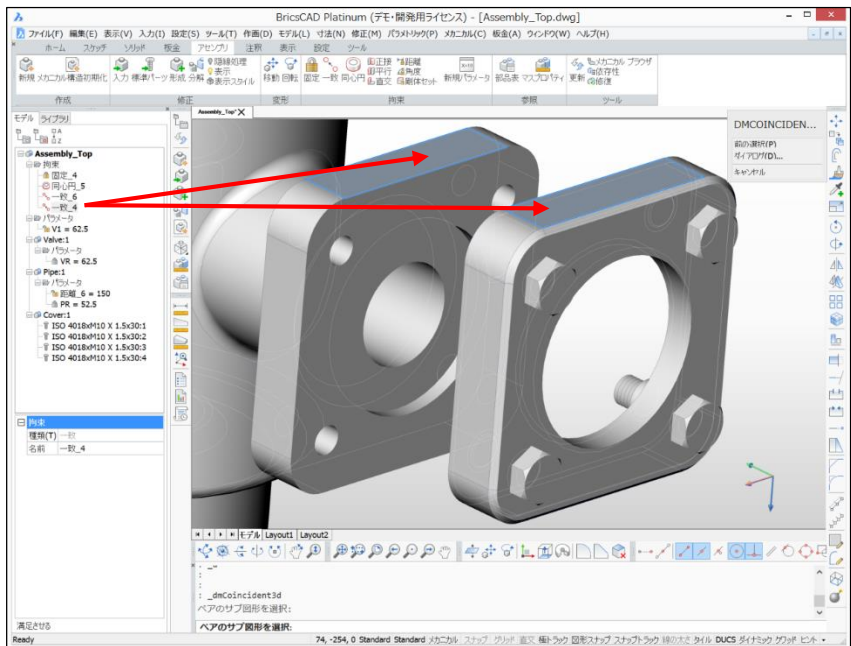 BricsCAD Platinum (デモ・開発用ライセンス) - [Assembly_Top.dwg]
ファイル(F) 編集(E) 表示(V) 入力(I) 設定(S) ツール(T) 作画(D) モデル(L) 寸法(N) 修正(M) パラメトリック(P) メカニカル(C) 板金(A) ウィンドウ(W) ヘルプ(H)
ホーム スケッチ ソリッド 板金 アセンブリ 注釈 表示 設定 ツール
新規 メカニカル構造初期化 入力 標準パーツ 形成 分解 隠線処理 表示 表示スタイル 移動 回転 固定 一致 同心円 正接 平行 直交 距離 角度 剛体セット 新規パラメータ 部品表 マスプロパティ 更新 メカニカル ブラウザ 依存性 修復
作成 修正 変形 拘束 参照 ツール
モデル ライブラリ
Assembly_Top
拘束
固定_4
同心円_5
一致_6
一致_4
パラメータ
V1 = 62.5
Valve:1
パラメータ
VR = 62.5
Pipe:1
パラメータ
距離_6 = 150
PR = 52.5
Cover:1
ISO 4018xM10 X 1.5x30:1
ISO 4018xM10 X 1.5x30:2
ISO 4018xM10 X 1.5x30:3
ISO 4018xM10 X 1.5x30:4
拘束
種類(T) 一致
名前 一致_4
満足させる
Assembly_Top*
DMCOINCIDEN...
前の選択(P)
ダイアログ(D)...
キャンセル
モデル Layout1 Layout2
:
:
: _dmCoincident3d
ペアのサブ図形を選択:
ペアのサブ図形を選択:
Ready 74, -254, 0 Standard Standard メカニカル スナップ グリッド 直交 極トラック 図形スナップ スナップトラック 線の太さ タイル DUCS ダイナミック クワッド ヒント